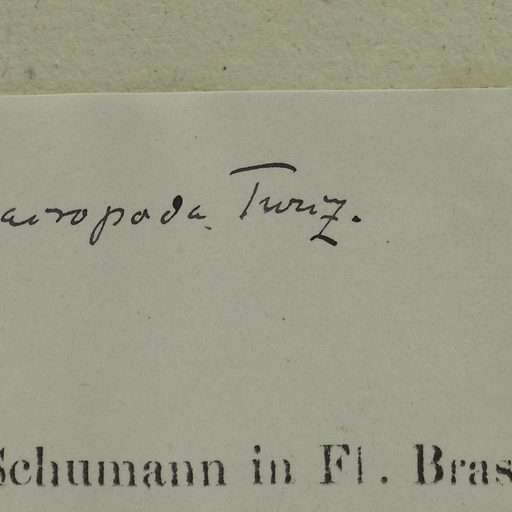 acropoda Turcz.
Schumann in Fl. Bras